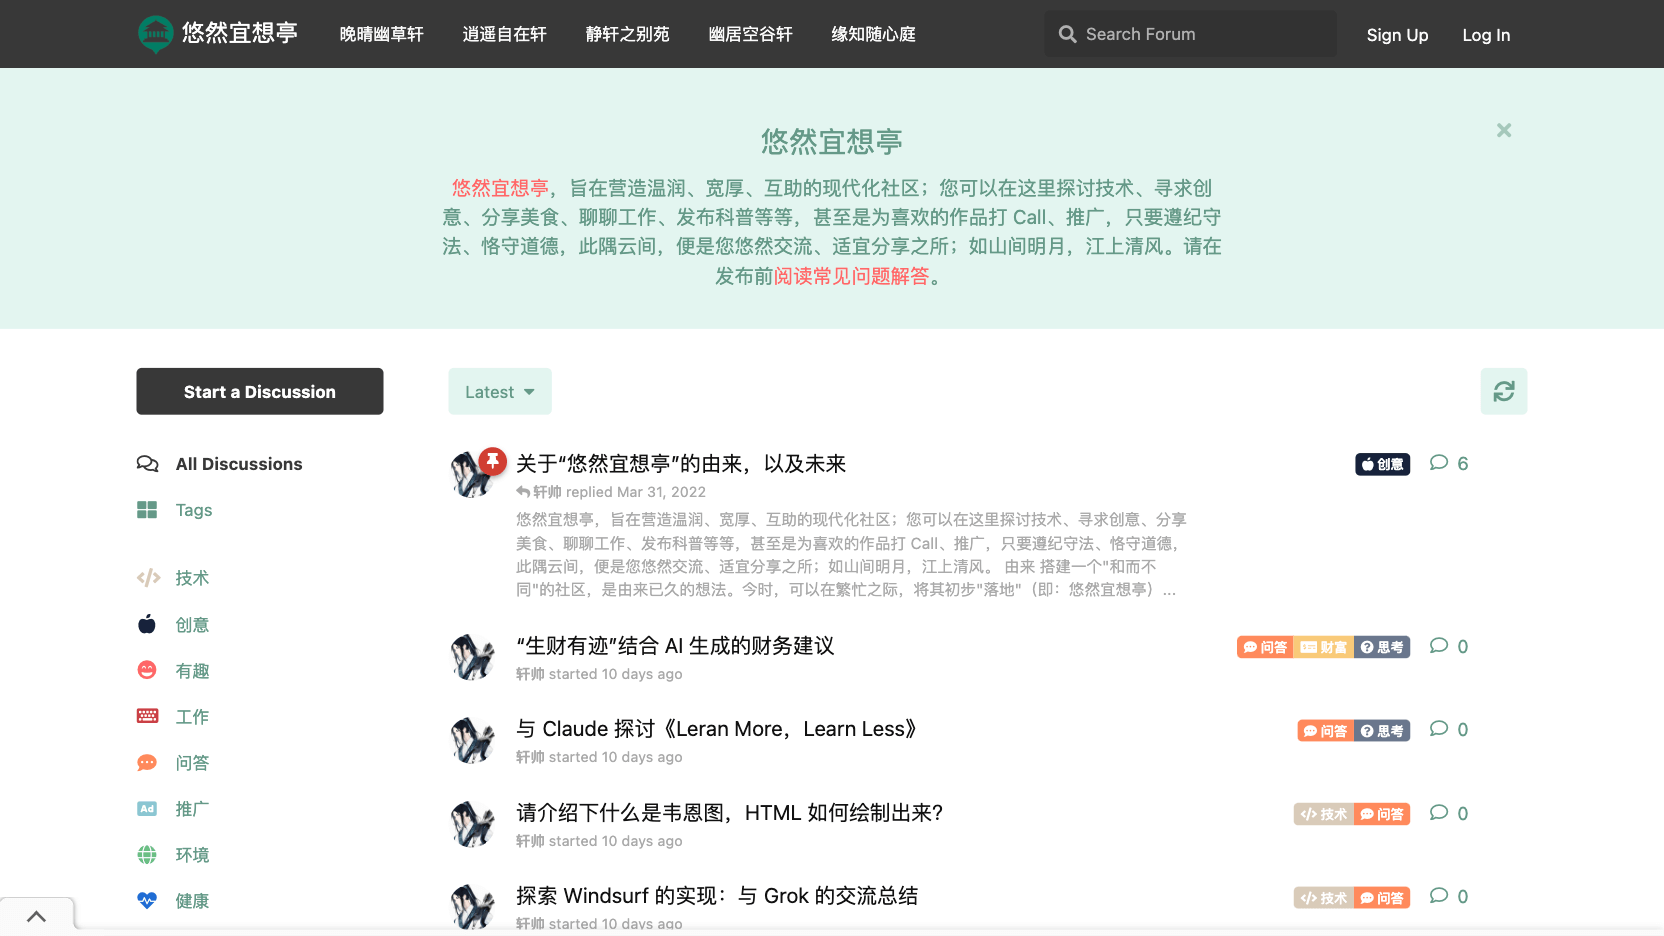 悠然宜想亭
晚晴幽草轩
逍遥自在轩
静轩之别苑
幽居空谷轩
缘知随心庭
Search Forum
Sign Up
Log In
悠然宜想亭
悠然宜想亭，旨在营造温润、宽厚、互助的现代化社区；您可以在这里探讨技术、寻求创
意、分享美食、聊聊工作、发布科普等等，甚至是为喜欢的作品打 Call、推广，只要遵纪守
法、恪守道德，此隅云间，便是您悠然交流、适宜分享之所；如山间明月，江上清风。请在
发布前阅读常见问题解答。
Start a Discussion
Latest
All Discussions
Tags
技术
创意
有趣
工作
问答
Ad 推广
环境
健康
关于“悠然宜想亭”的由来，以及未来
创意
6
轩帅 replied Mar 31, 2022
悠然宜想亭，旨在营造温润、宽厚、互助的现代化社区；您可以在这里探讨技术、寻求创意、分享
美食、聊聊工作、发布科普等等，甚至是为喜欢的作品打 Call、推广，只要遵纪守法、恪守道德，
此隅云间，便是您悠然交流、适宜分享之所；如山间明月，江上清风。 由来 搭建一个"和而不
同"的社区，是由来已久的想法。今时，可以在繁忙之际，将其初步"落地"（即：悠然宜想亭）...
“生财有迹”结合 AI 生成的财务建议
问答 财富 思考
0
轩帅 started 10 days ago
与 Claude 探讨《Leran More，Learn Less》
问答 思考
0
轩帅 started 10 days ago
请介绍下什么是韦恩图，HTML 如何绘制出来？
技术 问答
0
轩帅 started 10 days ago
探索 Windsurf 的实现：与 Grok 的交流总结
技术 问答
0
轩帅 started 10 days ago